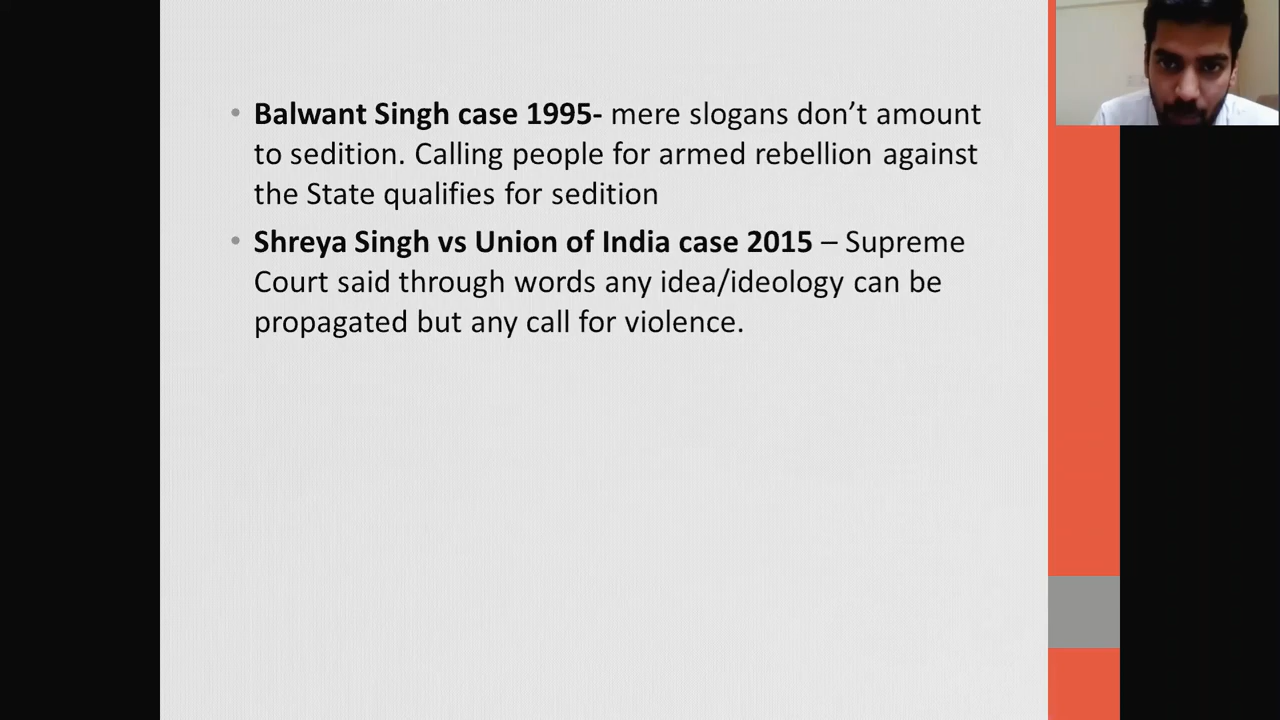 • Balwant Singh case 1995- mere slogans don’t amount
to sedition. Calling people for armed rebellion against
the State qualifies for sedition
• Shreya Singh vs Union of India case 2015 – Supreme
Court said through words any idea/ideology can be
propagated but any call for violence.